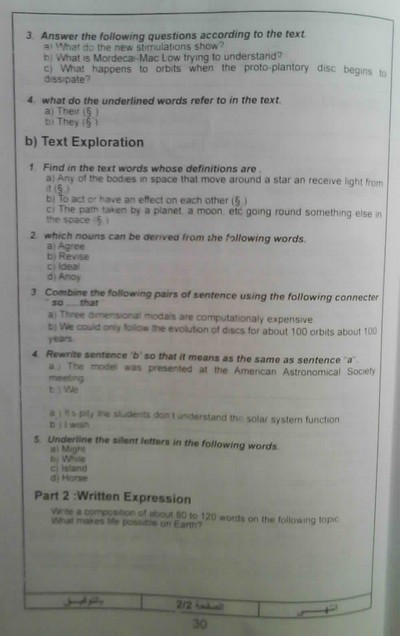 3. Answer the following questions according to the text.
a) What do the new stimulations show?
b) What is Mordecai-Mac Low trying to understand?
c) What happens to orbits when the proto-plantory disc begins to
dissipate?
4. what do the underlined words refer to in the text.
a) Their (§ )
b) They (§ )
b) Text Exploration
1. Find in the text words whose definitions are .
a) Any of the bodies in space that move around a star an receive light from
it (§ )
b) To act or have an effect on each other (§ )
c) The path taken by a planet, a moon, etc going round something else in
the space (§ )
2. which nouns can be derived from the following words.
a) Agree
b) Revise
c) Ideal
d) Anoy
3 Combine the following pairs of sentence using the following connecter
" so ......that
a) Three dimensional modals are computationaly expensive
b) We could only follow the evolution of discs for about 100 orbits about 100
years.
4. Rewrite sentence 'b' so that it means as the same as sentence "a".
a ) The model was presented at the American Astronomical Society
meeting
b ) We
a ) It's pity the students don't understand the solar system function
b ) I wish
5. Underline the silent letters in the following words.
a) Might
b) While
c) Island
d) Horse
Part 2 :Written Expression
Write a composition of about 80 to 120 words on the following topic
What makes life possible on Earth?
انتهـــى
الصفحة 2/2
بالتوفيـــق
30